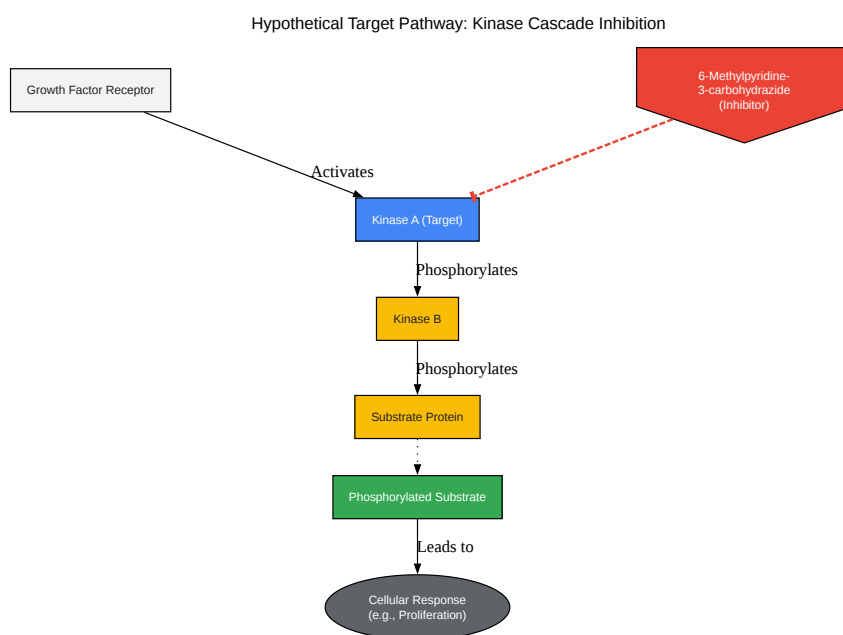 Hypothetical Target Pathway: Kinase Cascade Inhibition
Growth Factor Receptor
6-Methylpyridine-
3-carbohydrazide
(Inhibitor)
Activates
Kinase A (Target)
Phosphorylates
Kinase B
Phosphorylates
Substrate Protein
Phosphorylated Substrate
Leads to
Cellular Response
(e.g., Proliferation)